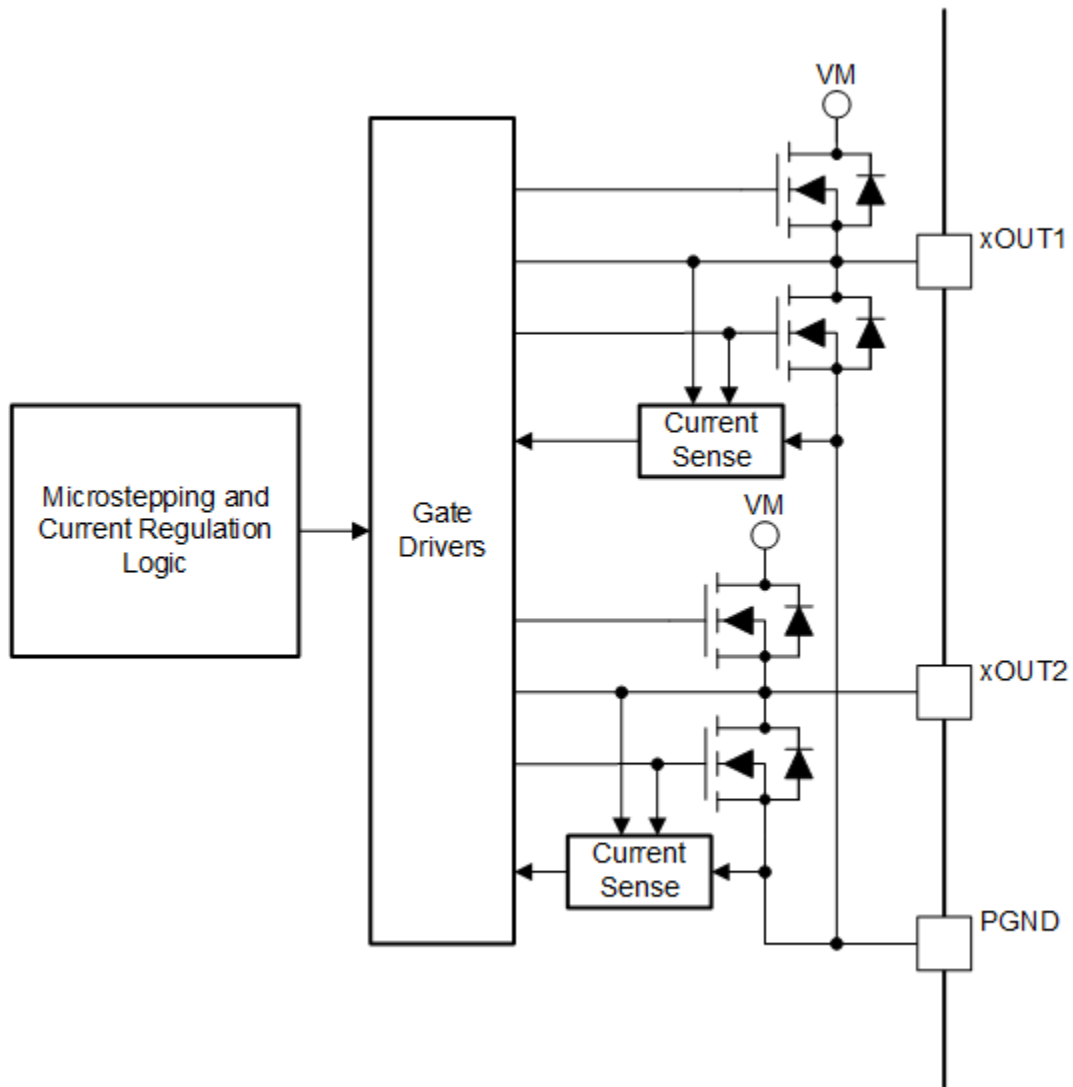 VM
xOUT1
Current
Sense
Microstepping and
Current Regulation
Logic
Gate
Drivers
VM
xOUT2
Current
Sense
PGND